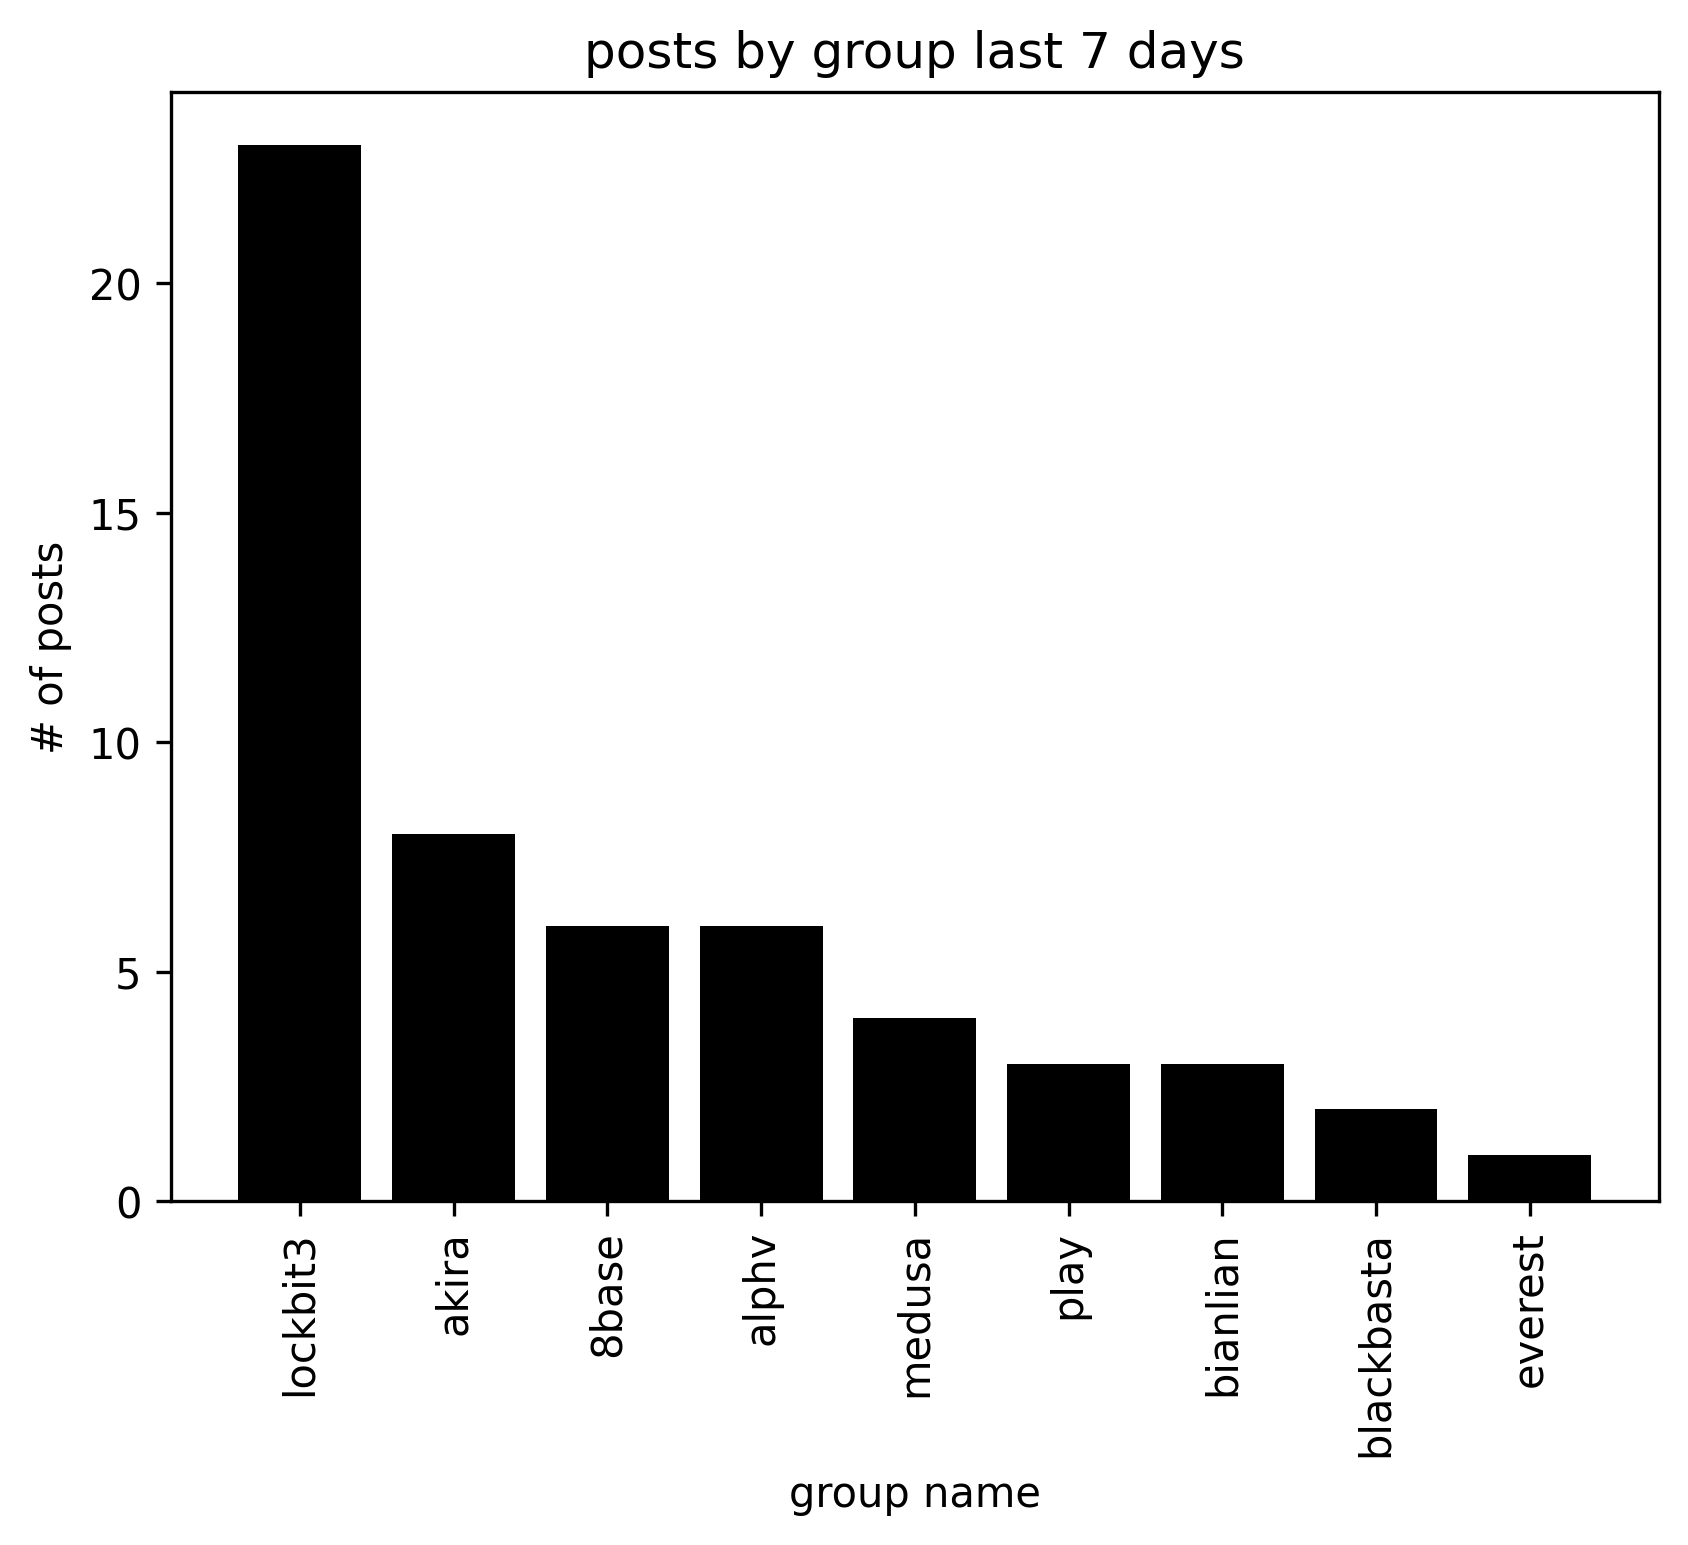 posts by group last 7 days
# of posts
20
15
10
5
0
lockbit3
akira
8base
alphv
medusa
play
bianlian
blackbasta
everest
group name